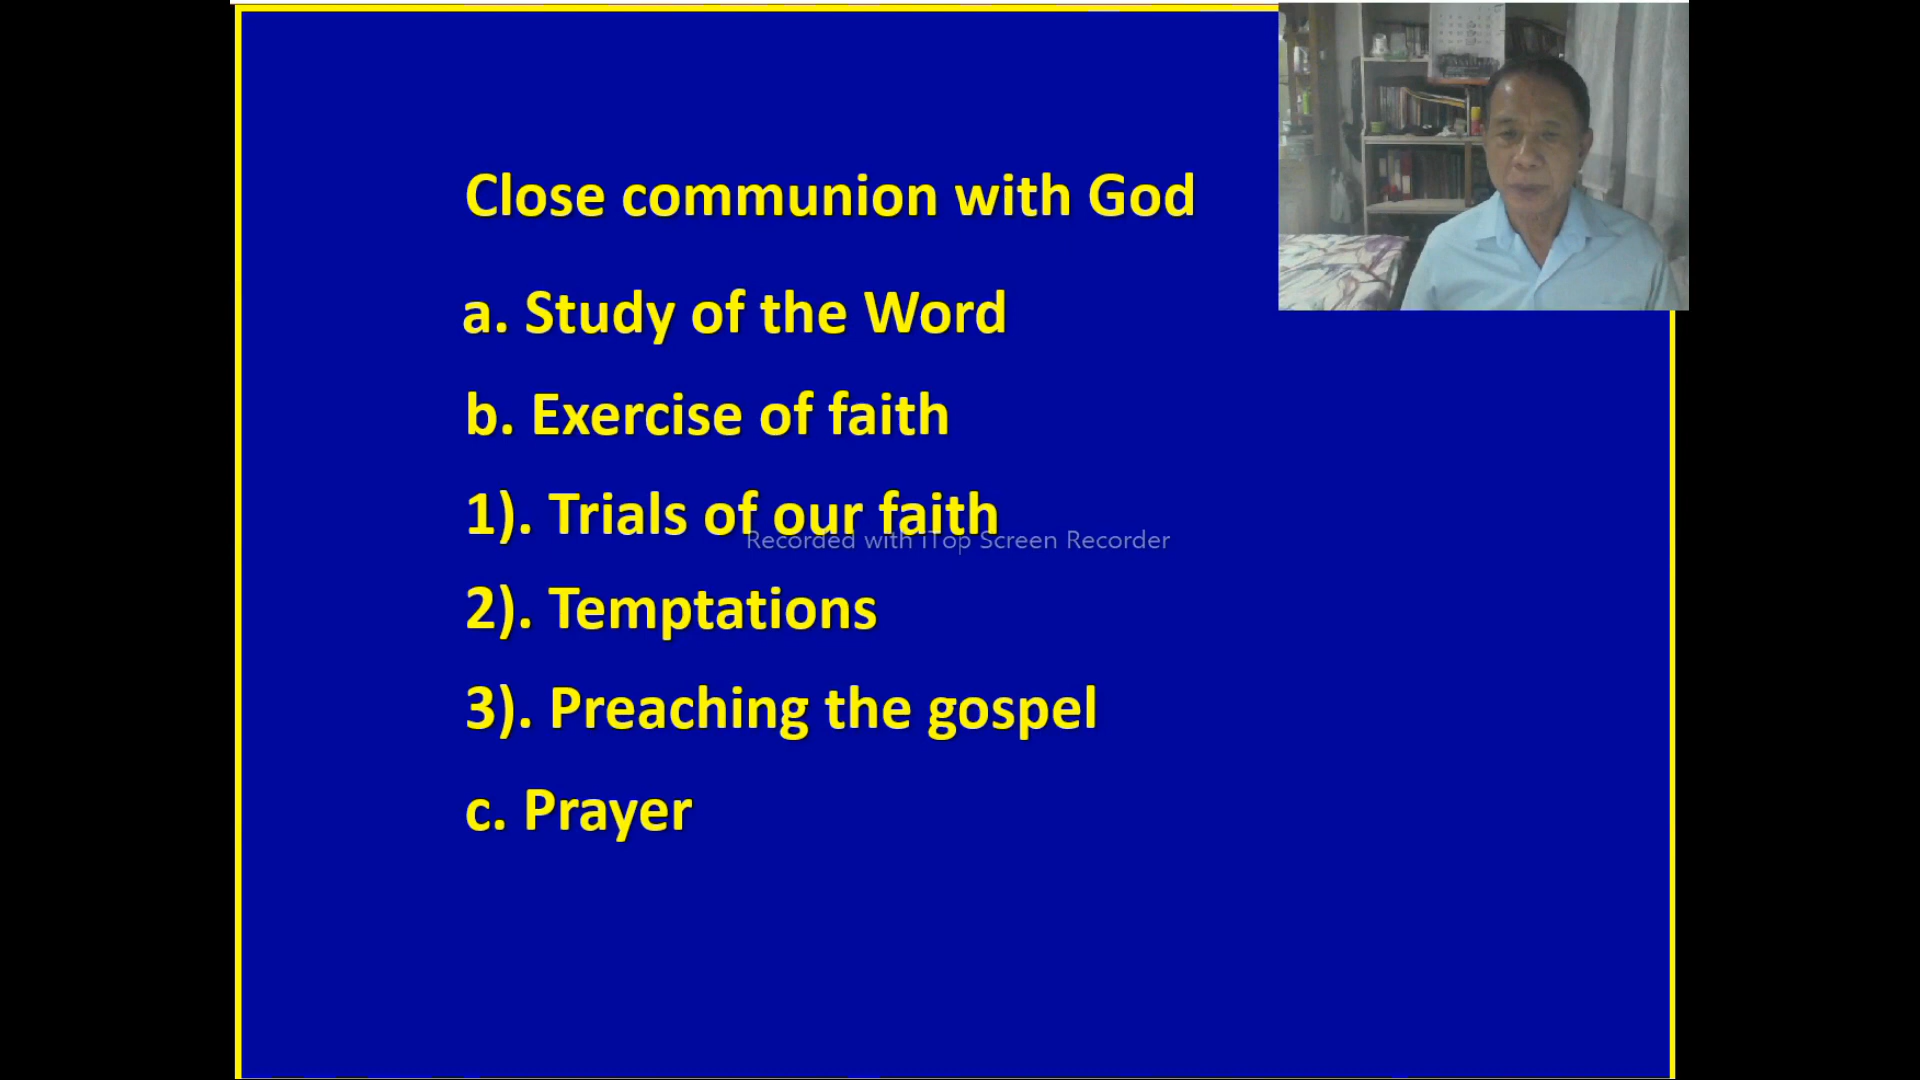 Close communion with God
a. Study of the Word
b. Exercise of faith
1). Trials of our faith
Recorded with iTop Screen Recorder
2). Temptations
3). Preaching the gospel
c. Prayer